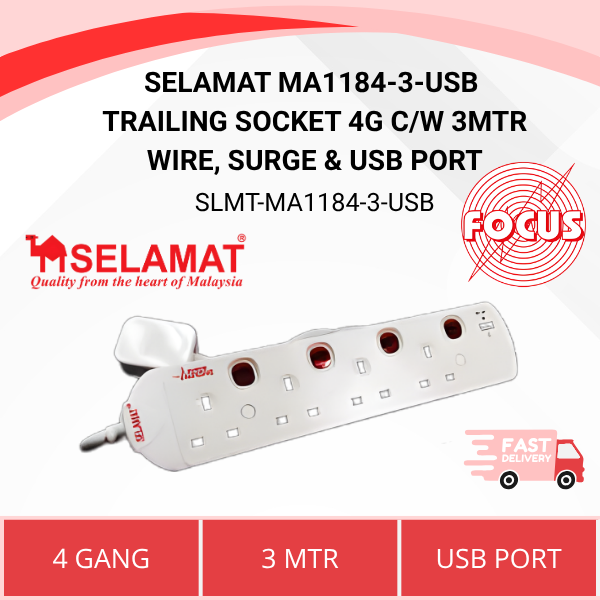 SELAMAT MA1184-3-USB
TRAILING SOCKET 4G C/W 3MTR
WIRE, SURGE & USB PORT
SLMT-MA1184-3-USB
FOCUS
SELAMAT®
Quality from the heart of Malaysia
FAST
DELIVERY
4 GANG
3 MTR
USB PORT